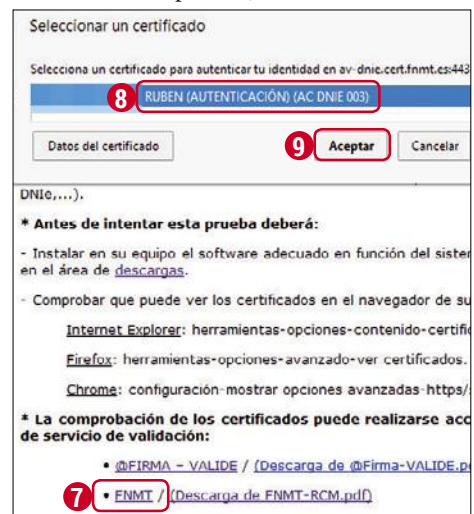 Seleccionar un certificado
Selecciona un certificado para autenticar tu identidad en av-dnie.cert.fnmt.es:443
8 RUBEN (AUTENTICACIÓN) (AC DNIE 003)
Datos del certificado 9 Aceptar Cancelar
DNIe,...).
* Antes de intentar esta prueba deberá:
- Instalar en su equipo el software adecuado en función del sister
en el área de descargas.
- Comprobar que puede ver los certificados en el navegador de su
Internet Explorer: herramientas-opciones-contenido-certific
Firefox: herramientas-opciones-avanzado-ver certificados.
Chrome: configuración-mostrar opciones avanzadas-https/
* La comprobación de los certificados puede realizarse acc
de servicio de validación:
• @FIRMA – VALIDE / (Descarga de @Firma-VALIDE.p
7 • FNMT / (Descarga de FNMT-RCM.pdf)